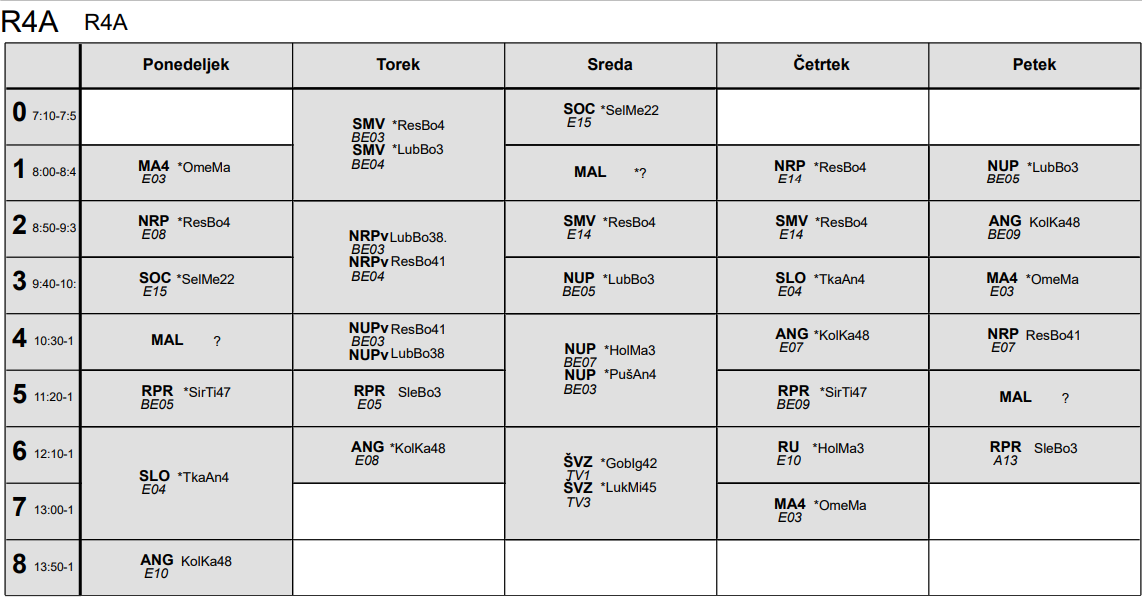 R4A R4A
Ponedeljek Torek Sreda Četrtek Petek
0 7:10-7:5
SMV *ResBo4
BE03
SMV *LubBo3
BE04
SOC *SelMe22
E15
1 8:00-8:4
MA4 *OmeMa
E03
MAL *?
NRP *ResBo4
E14
NUP *LubBo3
BE05
2 8:50-9:3
NRP *ResBo4
E08
NRPv LubBo38.
BE03
NRPv ResBo41
BE04
SMV *ResBo4
E14
SMV *ResBo4
E14
ANG KolKa48
BE09
3 9:40-10:
SOC *SelMe22
E15
NUP *LubBo3
BE05
SLO *TkaAn4
E04
MA4 *OmeMa
E03
4 10:30-1
MAL ?
NUPv ResBo41
BE03
NUPv LubBo38
NUP *HolMa3
BE07
NUP *PušAn4
BE03
ANG *KolKa48
E07
NRP ResBo41
E07
5 11:20-1
RPR *SirTi47
BE05
RPR SleBo3
E05
RPR *SirTi47
BE09
MAL ?
6 12:10-1
SLO *TkaAn4
E04
ANG *KolKa48
E08
ŠVZ *GobIg42
TV1
ŠVZ *LukMi45
TV3
RU *HolMa3
E10
RPR SleBo3
A13
7 13:00-1
MA4 *OmeMa
E03
8 13:50-1
ANG KolKa48
E10